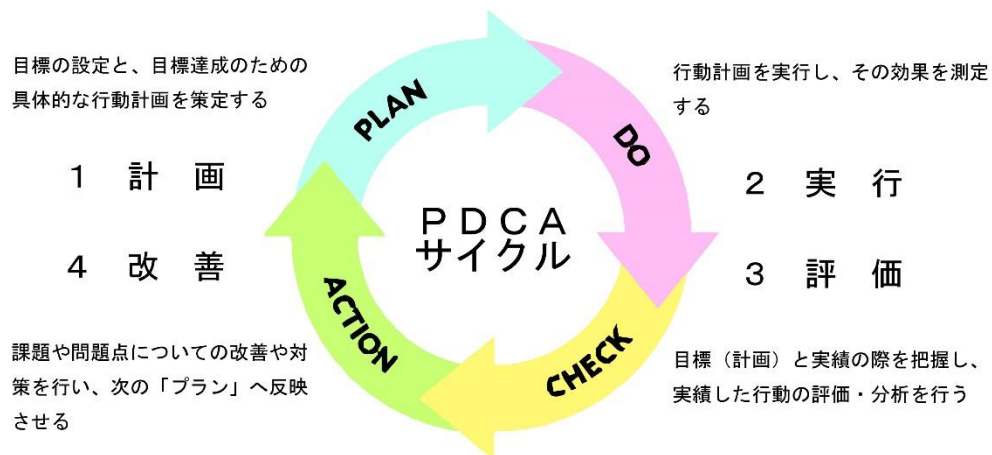 目標の設定と、目標達成のための
具体的な行動計画を策定する
1 計 画
PLAN
行動計画を実行し、その効果を測定
する
2 実 行
DO
PDCA
サイクル
3 評 価
CHECK
目標（計画）と実績の際を把握し、
実績した行動の評価・分析を行う
4 改 善
ACTION
課題や問題点についての改善や対
策を行い、次の「プラン」へ反映
させる